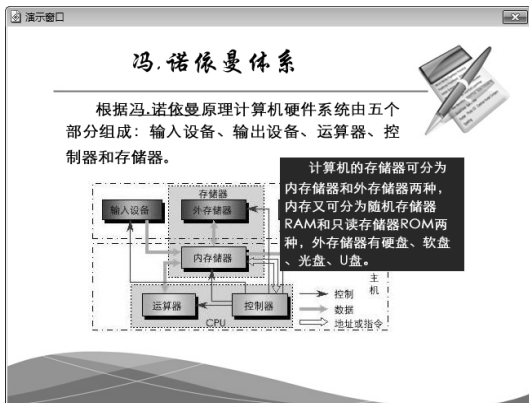 演示窗口
冯.诺依曼体系
根据冯.诺依曼原理计算机硬件系统由五个
部分组成：输入设备、输出设备、运算器、控
制器和存储器。
计算机的存储器可分为
内存储器和外存储器两种，
内存又可分为随机存储器
RAM和只读存储器ROM两
种，外存储器有硬盘、软盘
、光盘、U盘。
存储器
输入设备
外存储器
内存储器
主
机
运算器
控制器
CPU
控制
数据
地址或指令